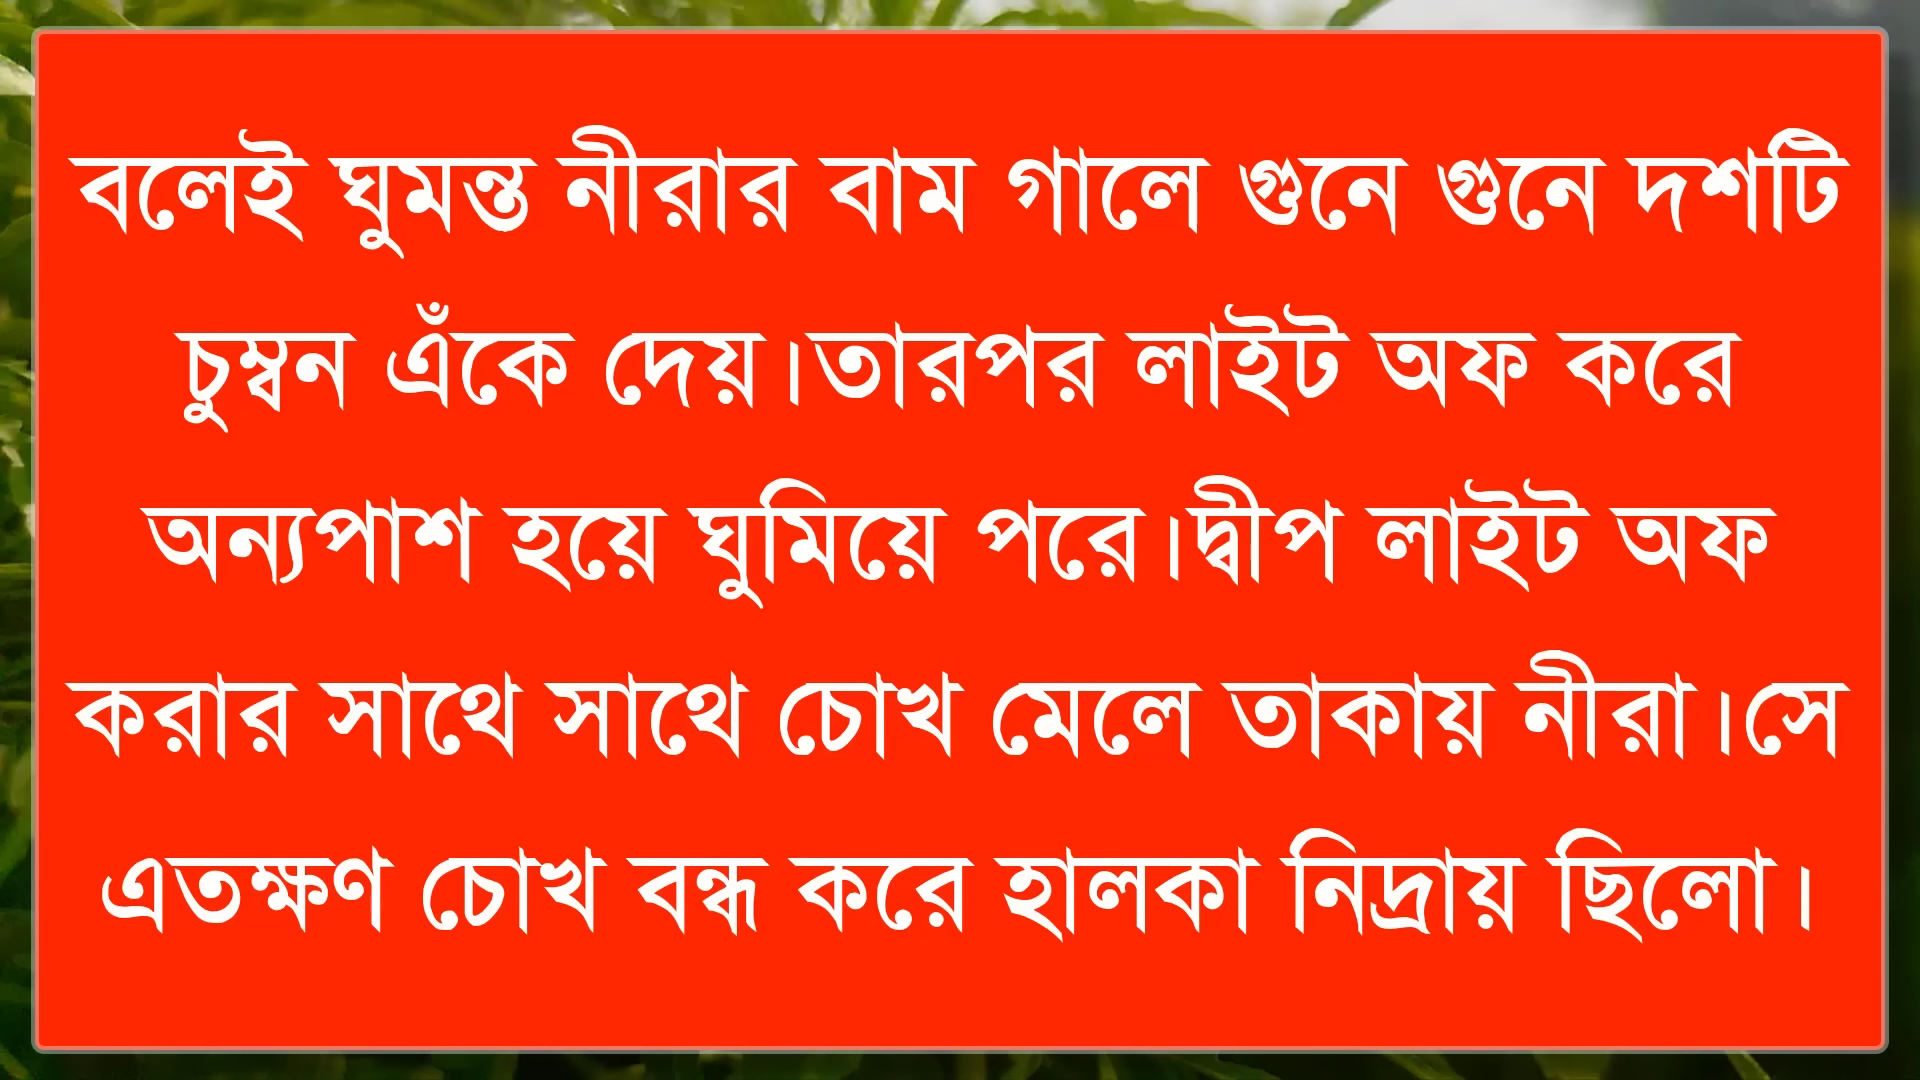 বলেই ঘুমন্ত নীরার বাম গালে গুনে গুনে দশটি
চুম্বন এঁকে দেয়।তারপর লাইট অফ করে
অন্যপাশ হয়ে ঘুমিয়ে পরে।দ্বীপ লাইট অফ
করার সাথে সাথে চোখ মেলে তাকায় নীরা।সে
এতক্ষণ চোখ বন্ধ করে হালকা নিদ্রায় ছিলো।